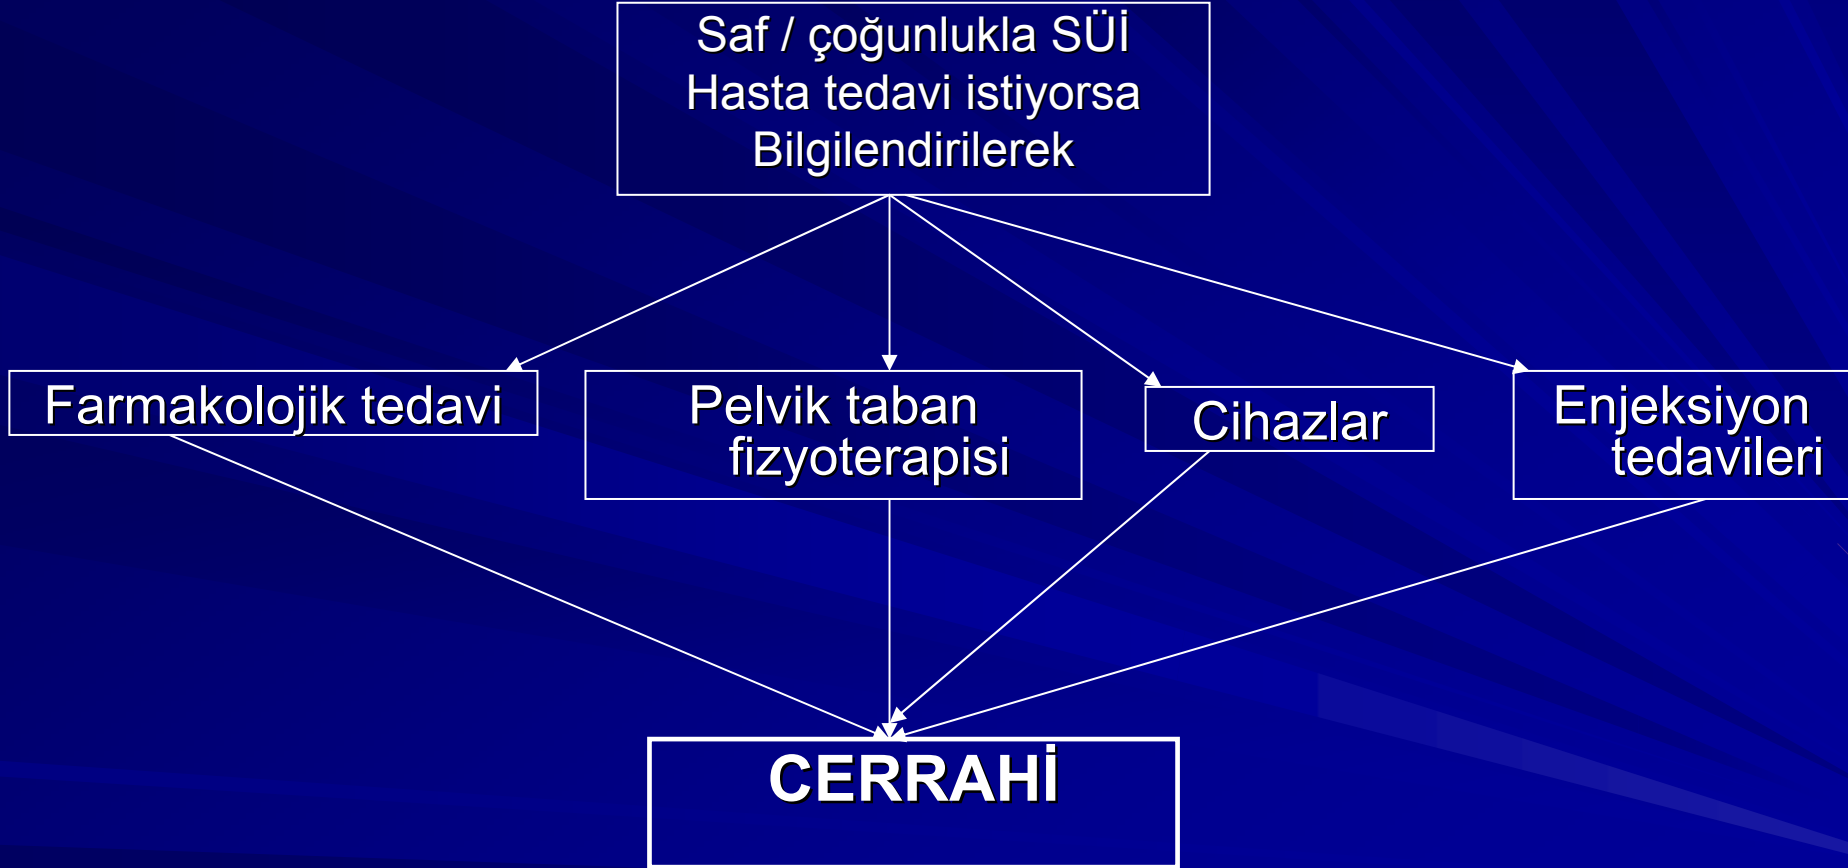 Saf / çoğunlukla SÜİ
Hasta tedavi istiyorsa
Bilgilendirilerek
Farmakolojik tedavi
Pelvik taban
fizyoterapisi
Cihazlar
Enjeksiyon
tedavileri
CERRAHİ